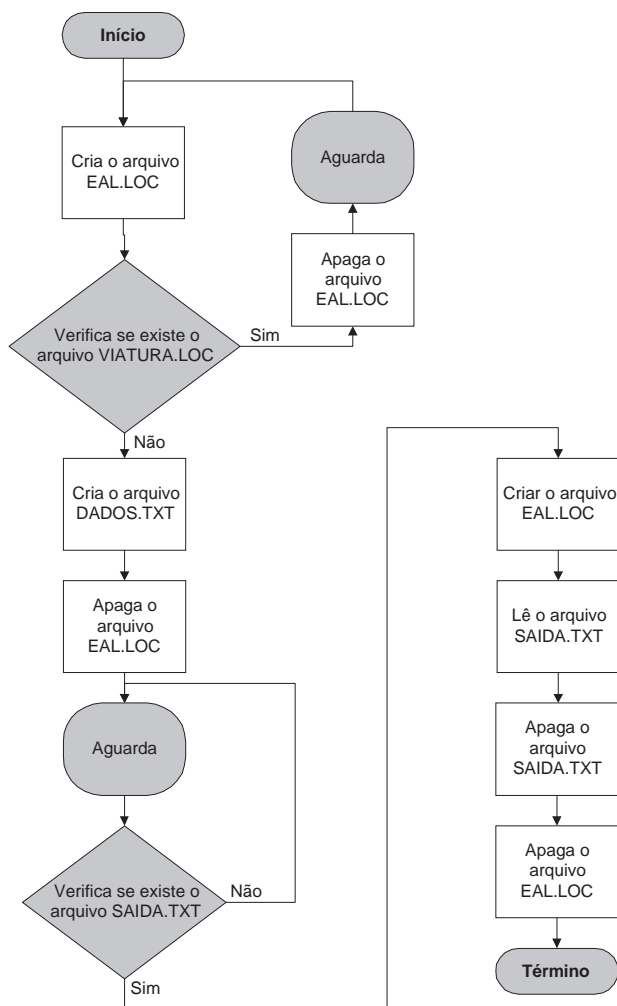 Início
Cria o arquivo
EAL.LOC
Aguarda
Apaga o
arquivo
EAL.LOC
Verifica se existe o
arquivo VIATURA.LOC
Sim
Não
Cria o arquivo
DADOS.TXT
Apaga o
arquivo
EAL.LOC
Aguarda
Verifica se existe o
arquivo SAIDA.TXT
Não
Sim
Criar o arquivo
EAL.LOC
Lê o arquivo
SAIDA.TXT
Apaga o
arquivo
SAIDA.TXT
Apaga o
arquivo
EAL.LOC
Término